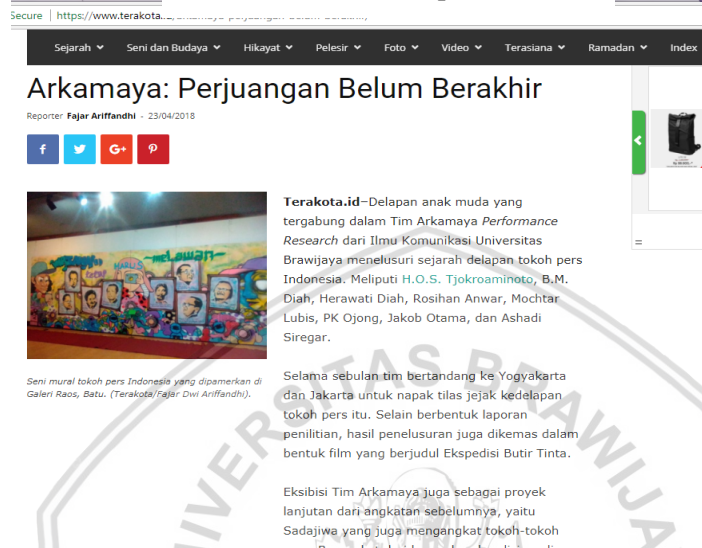 Secure | https://www.terakota.
Sejarah Seni dan Budaya Hikayat Pelesir Foto Video Terasiana Ramadan Index
Arkamaya: Perjuangan Belum Berakhir
Reporter Fajar Ariffandhi - 23/04/2018
f G+
Terakota.id–Delapan anak muda yang
tergabung dalam Tim Arkamaya Performance
Research dari Ilmu Komunikasi Universitas
Brawijaya menelusuri sejarah delapan tokoh pers
Indonesia. Meliputi H.O.S. Tjokroaminoto, B.M.
Diah, Herawati Diah, Rosihan Anwar, Mochtar
Lubis, PK Ojong, Jakob Otama, dan Ashadi
Siregar.
HARUS
melawan
Seni mural tokoh pers Indonesia yang dipamerkan di
Galeri Raos, Batu. (Terakota/Fajar Dwi Ariffandhi).
Selama sebulan tim bertandang ke Yogyakarta
dan Jakarta untuk napak tilas jejak kedelapan
tokoh pers itu. Selain berbentuk laporan
penilitian, hasil penelusuran juga dikemas dalam
bentuk film yang berjudul Ekspedisi Butir Tinta.
Eksibisi Tim Arkamaya juga sebagai proyek
lanjutan dari angkatan sebelumnya, yaitu
Sadajiwa yang juga mengangkat tokoh-tokoh